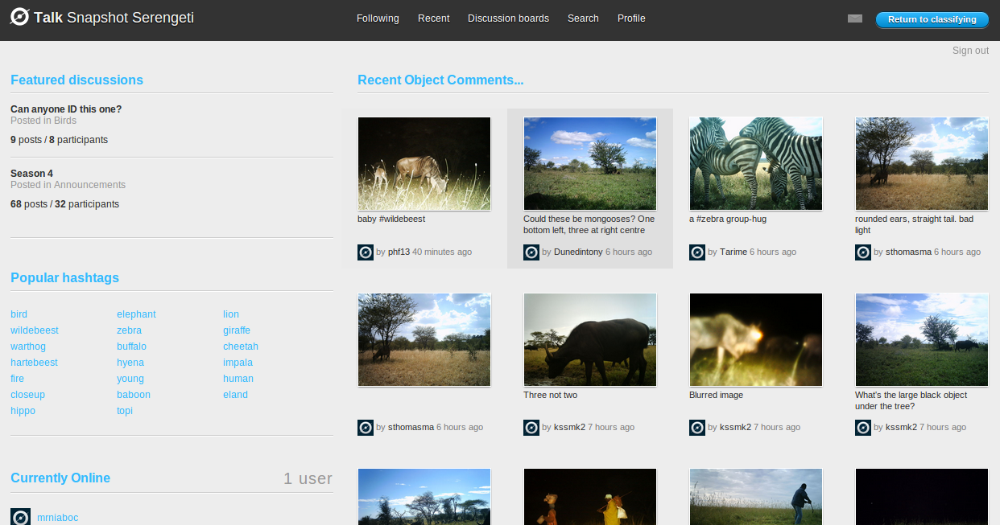 Talk Snapshot Serengeti
Following Recent Discussion boards Search Profile
Return to classifying
Sign out
Featured discussions
Can anyone ID this one?
Posted in Birds
9 posts / 8 participants
Season 4
Posted in Announcements
68 posts / 32 participants
Popular hashtags
bird elephant lion
wildebeest zebra giraffe
warthog buffalo cheetah
hartebeest hyena impala
fire young human
closeup baboon eland
hippo topi
Currently Online 1 user
mrniaboc
Recent Object Comments...
baby #wildebeest
by phf13 40 minutes ago
Could these be mongooses? One
bottom left, three at right centre
by Dunedintony 6 hours ago
a #zebra group-hug
by Tarime 6 hours ago
rounded ears, straight tail. bad
light
by sthomasma 6 hours ago
by sthomasma 6 hours ago
Three not two
by kssmk2 7 hours ago
Blurred image
by kssmk2 7 hours ago
What's the large black object
under the tree?
by kssmk2 7 hours ago